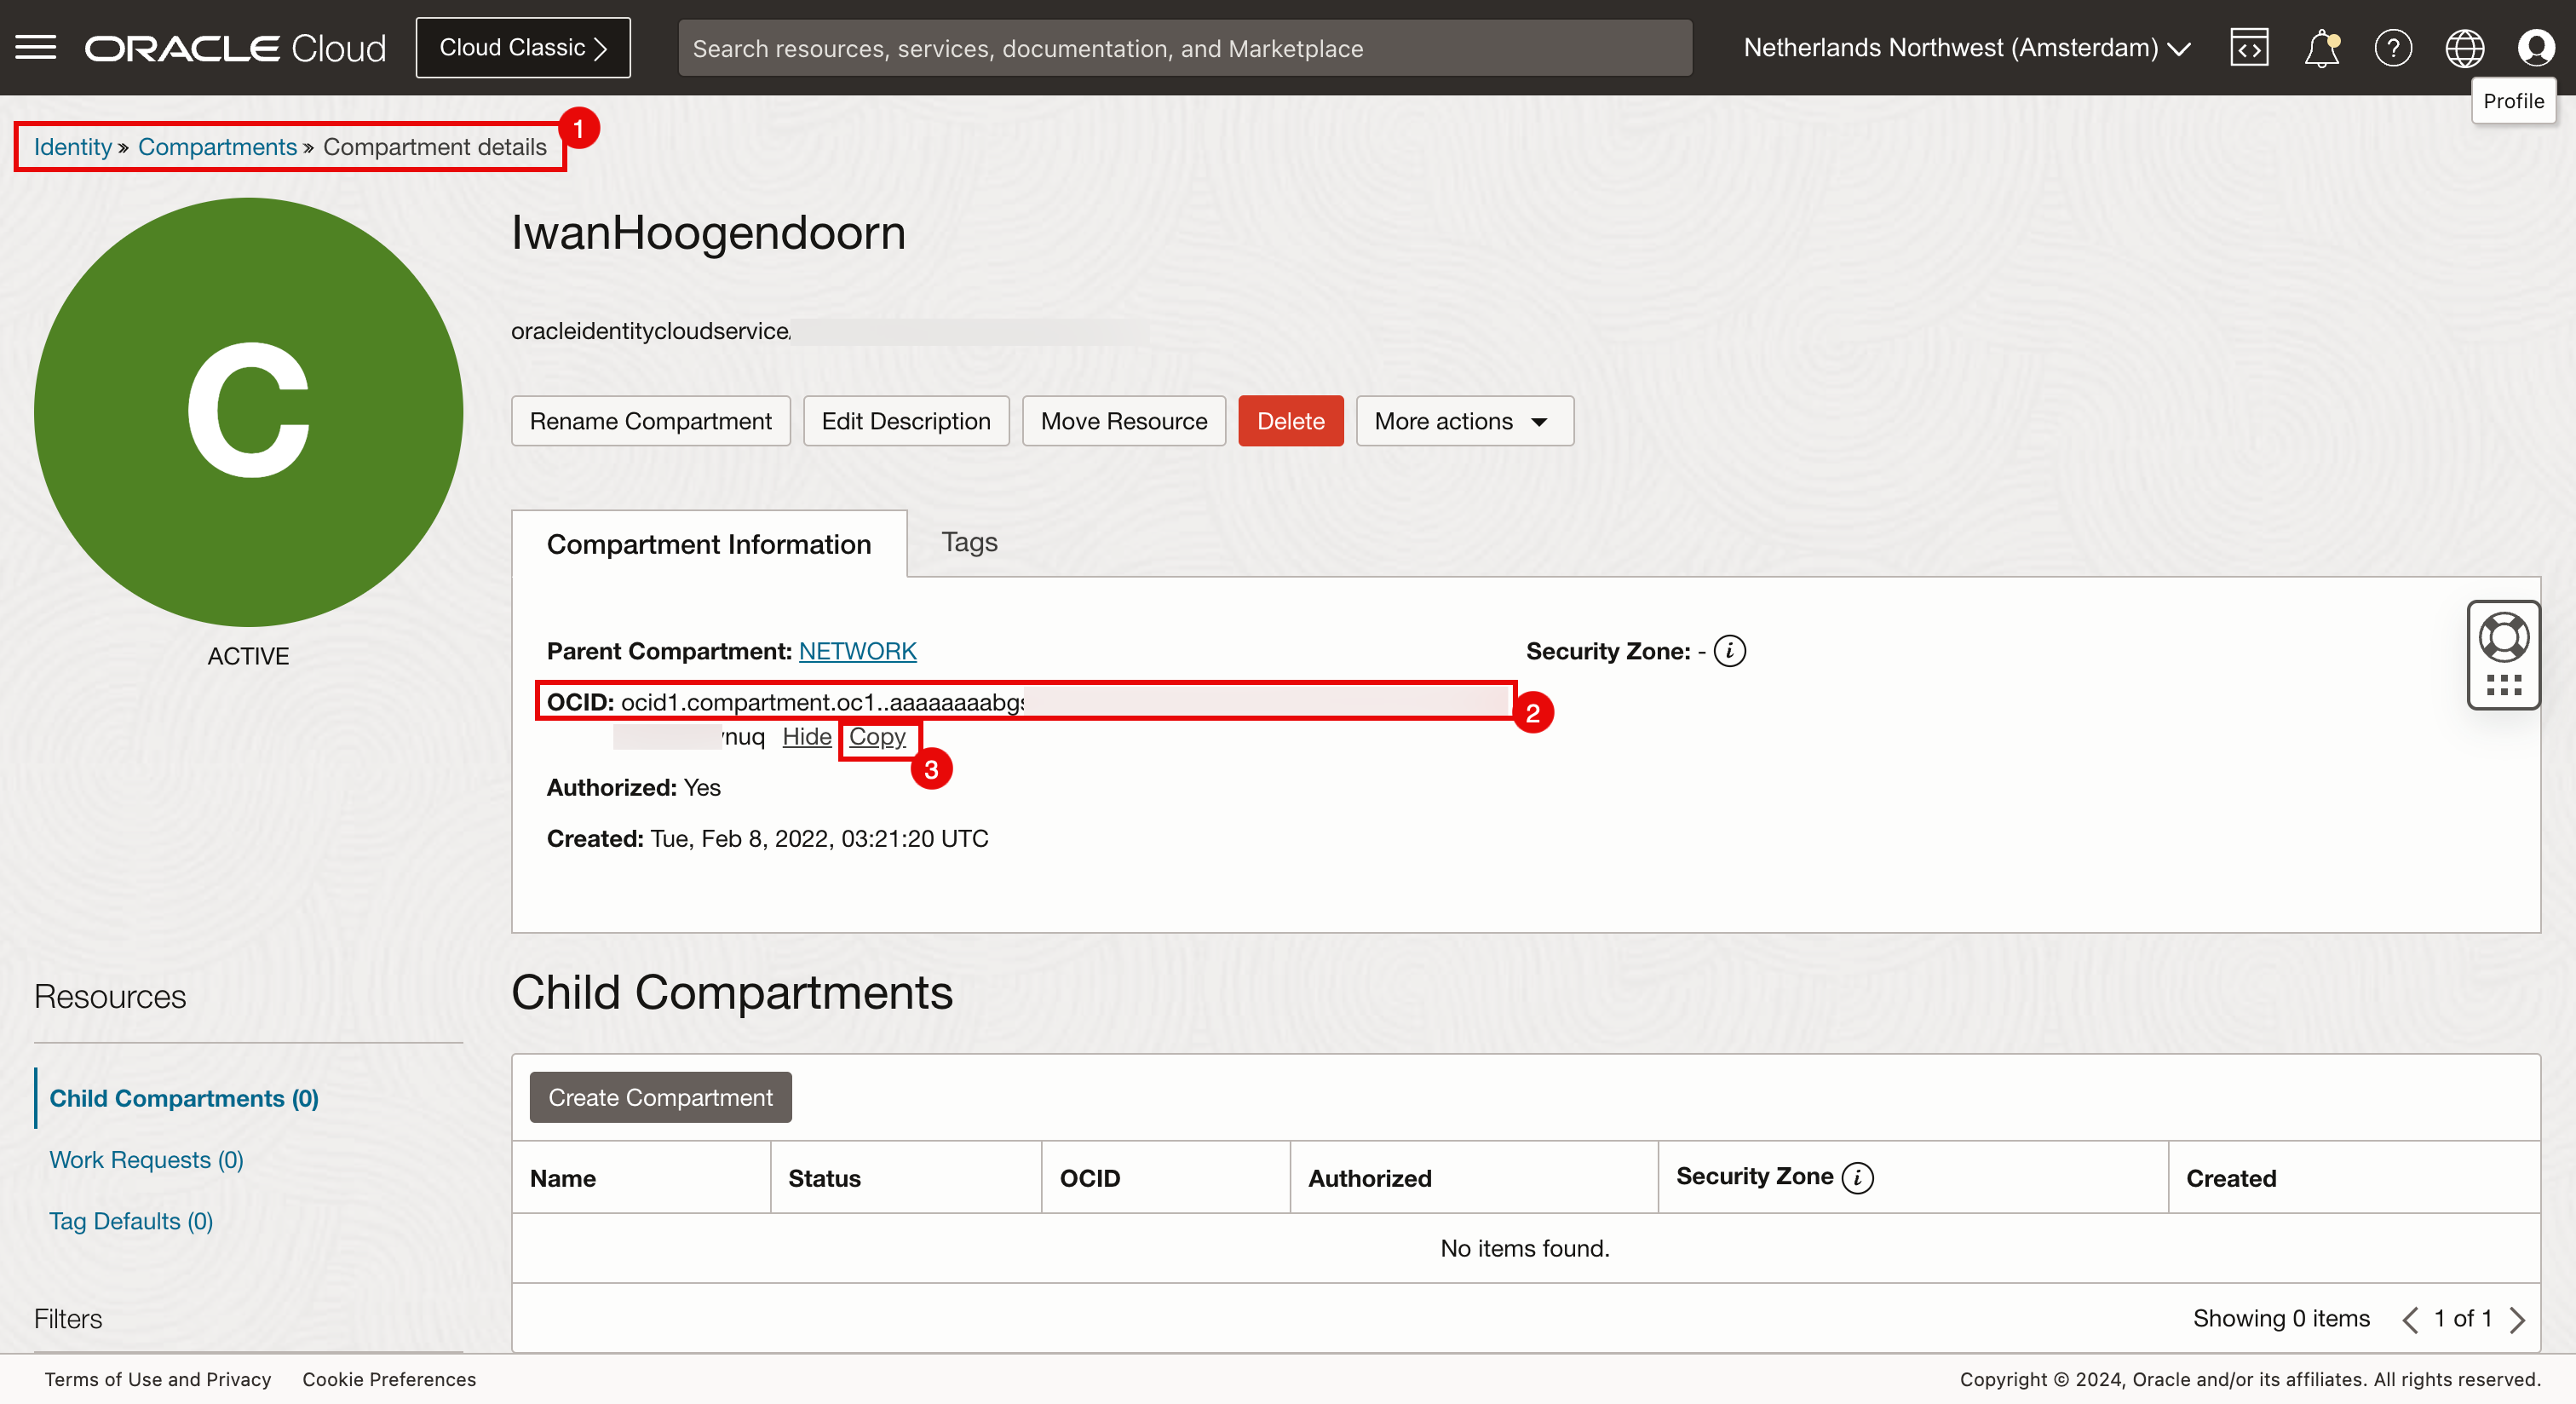 ORACLE Cloud
Cloud Classic
Search resources, services, documentation, and Marketplace
Netherlands Northwest (Amsterdam)
Profile
Identity » Compartments » Compartment details
1
C
ACTIVE
IwanHoogendoorn
oracleidentitycloudservice/
Rename Compartment
Edit Description
Move Resource
Delete
More actions
Compartment Information
Tags
Parent Compartment: NETWORK
Security Zone: -
OCID: ocid1.compartment.oc1..aaaaaaaabgs
2
nuq Hide Copy
3
Authorized: Yes
Created: Tue, Feb 8, 2022, 03:21:20 UTC
Resources
Child Compartments (0)
Work Requests (0)
Tag Defaults (0)
Filters
Child Compartments
Create Compartment
Name Status OCID Authorized Security Zone Created
No items found.
Showing 0 items 1 of 1
Terms of Use and Privacy Cookie Preferences
Copyright © 2024, Oracle and/or its affiliates. All rights reserved.